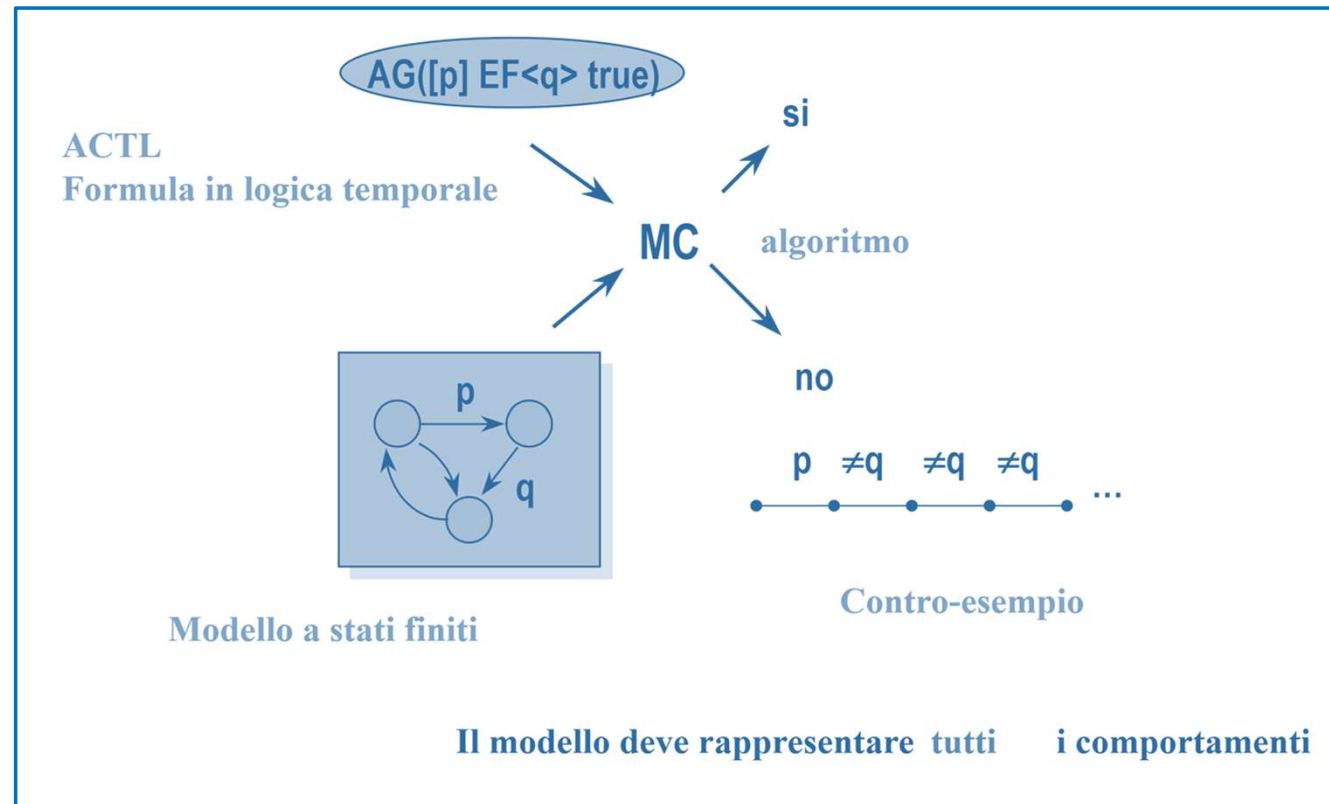 AG([p] EF<q> true)
si
ACTL
Formula in logica temporale
MC
algoritmo
no
p
q
p ≠q ≠q ≠q ...
Contro-esempio
Modello a stati finiti
Il modello deve rappresentare tutti i comportamenti